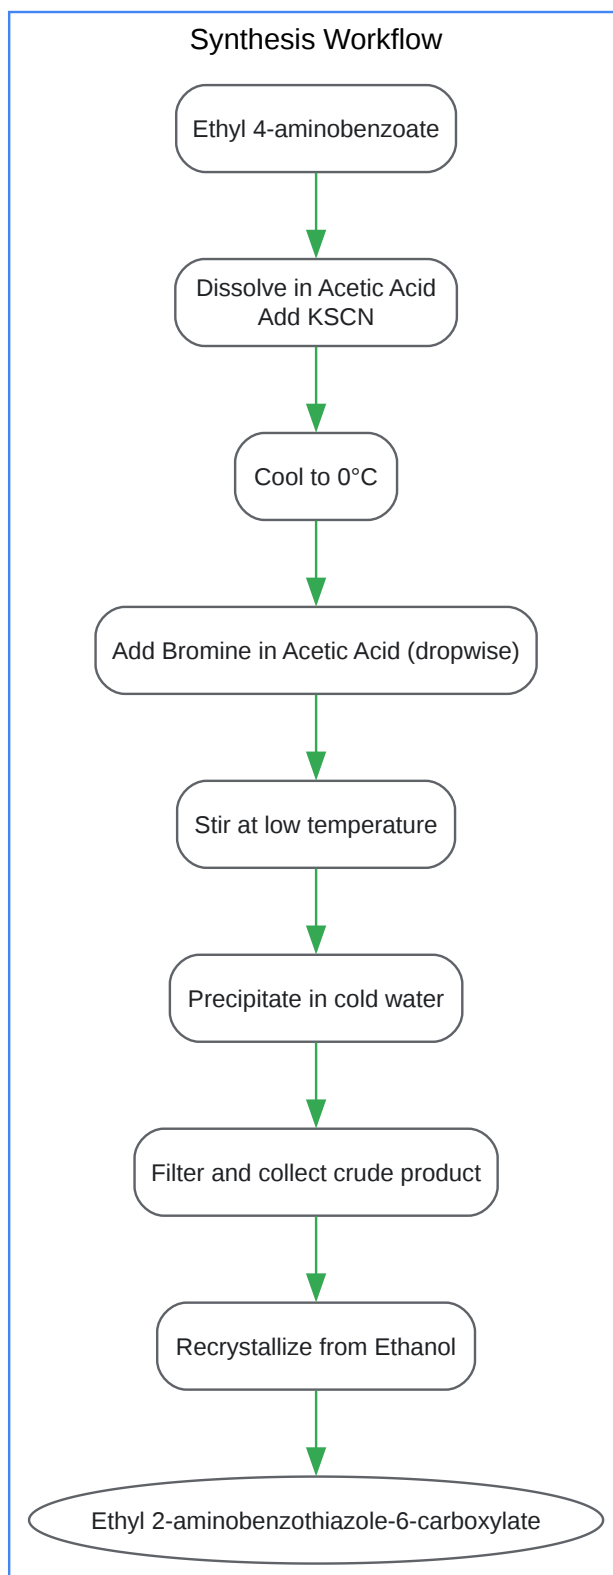 Synthesis Workflow
Ethyl 4-aminobenzoate
Dissolve in Acetic Acid
Add KSCN
Cool to 0°C
Add Bromine in Acetic Acid (dropwise)
Stir at low temperature
Precipitate in cold water
Filter and collect crude product
Recrystallize from Ethanol
Ethyl 2-aminobenzothiazole-6-carboxylate